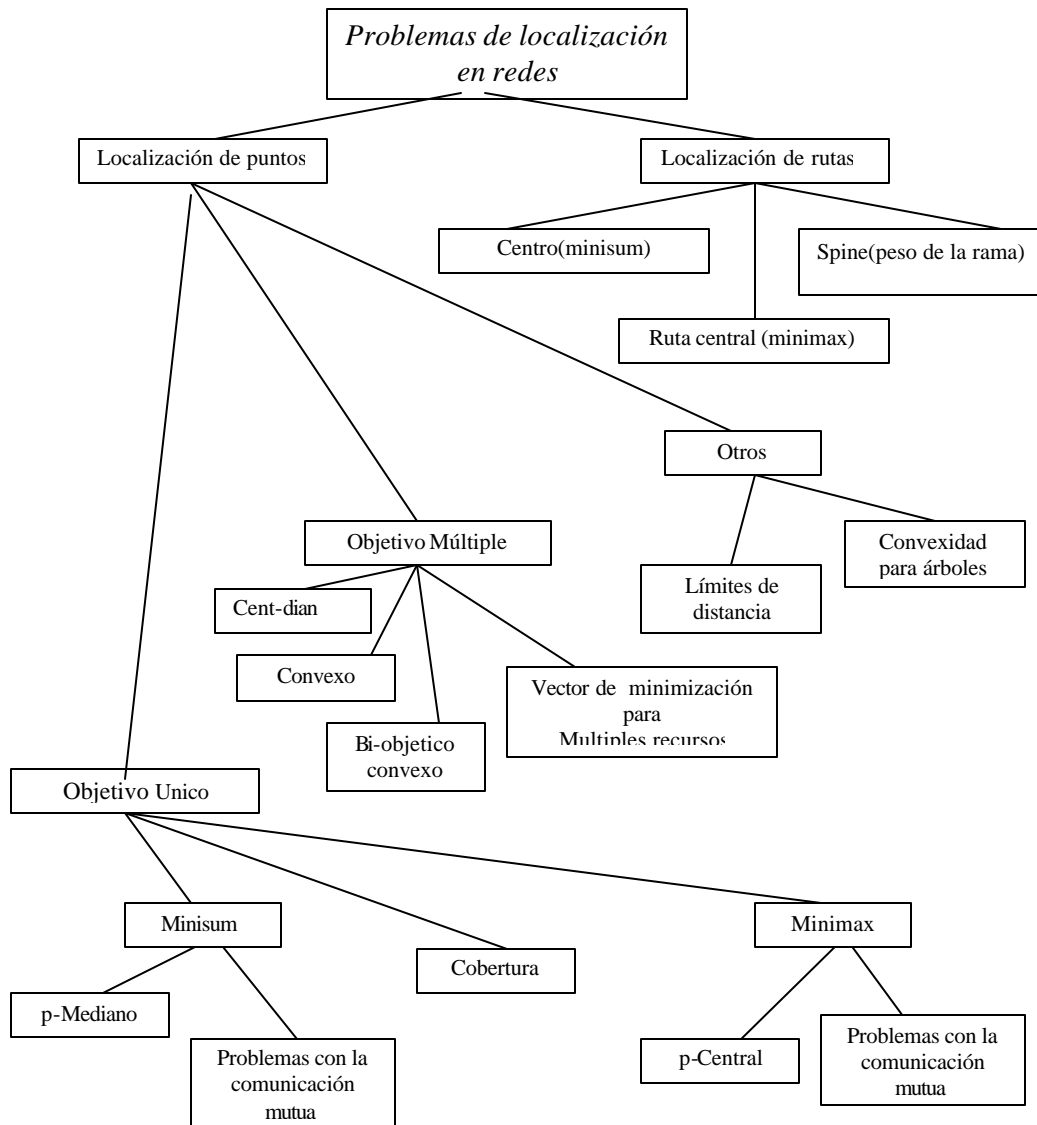 Problemas de localización
en redes
Localización de puntos
Localización de rutas
Centro(minisum)
Spine(peso de la rama)
Ruta central (minimax)
Otros
Objetivo Múltiple
Convexidad
para árboles
Límites de
distancia
Cent-dian
Convexo
Vector de minimización
para
Multiples recursos
Bi-objetico
convexo
Objetivo Unico
Minisum
Minimax
Cobertura
p-Mediano
Problemas con la
comunicación
mutua
p-Central
Problemas con la
comunicación
mutua